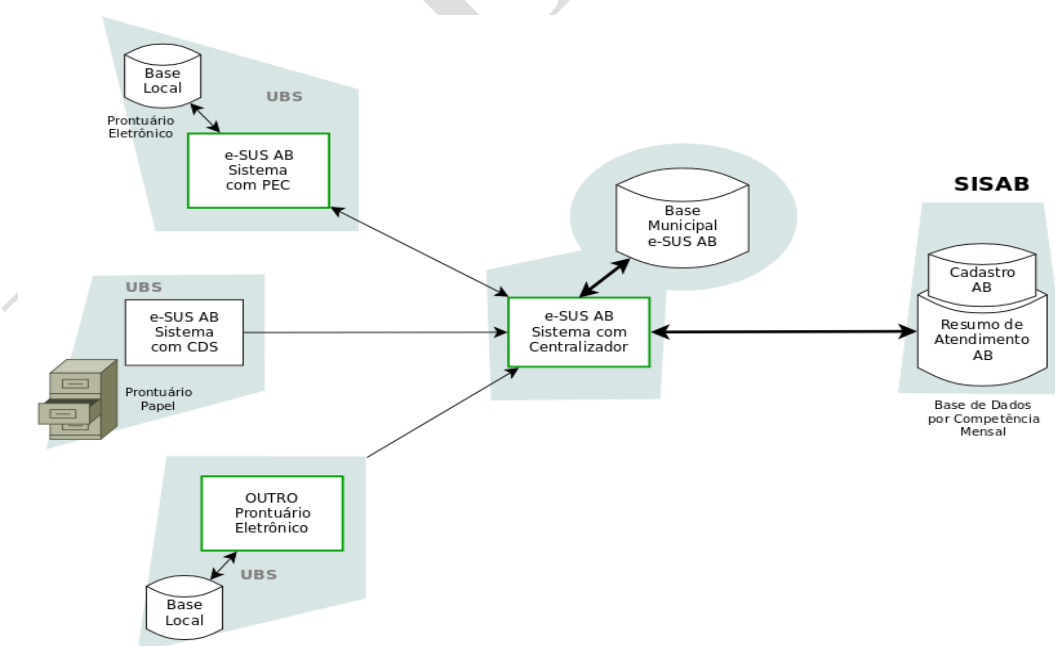 Base
Local
UBS
Prontuário
Eletrônico
e-SUS AB
Sistema
com PEC
UBS
e-SUS AB
Sistema
com CDS
Prontuário
Papel
OUTRO
Prontuário
Eletrônico
UBS
Base
Local
Base
Municipal
e-SUS AB
e-SUS AB
Sistema com
Centralizador
SISAB
Cadastro
AB
Resumo de
Atendimento
AB
Base de Dados
por Competência
Mensal